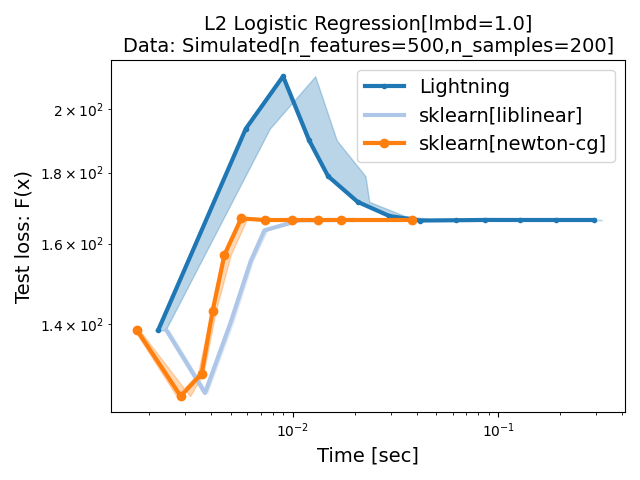 L2 Logistic Regression[lmbd=1.0]
Data: Simulated[n_features=500,n_samples=200]
Test loss: F(x)
2 × 10²
1.8 × 10²
1.6 × 10²
1.4 × 10²
Lightning
sklearn[liblinear]
sklearn[newton-cg]
10⁻²
10⁻¹
Time [sec]